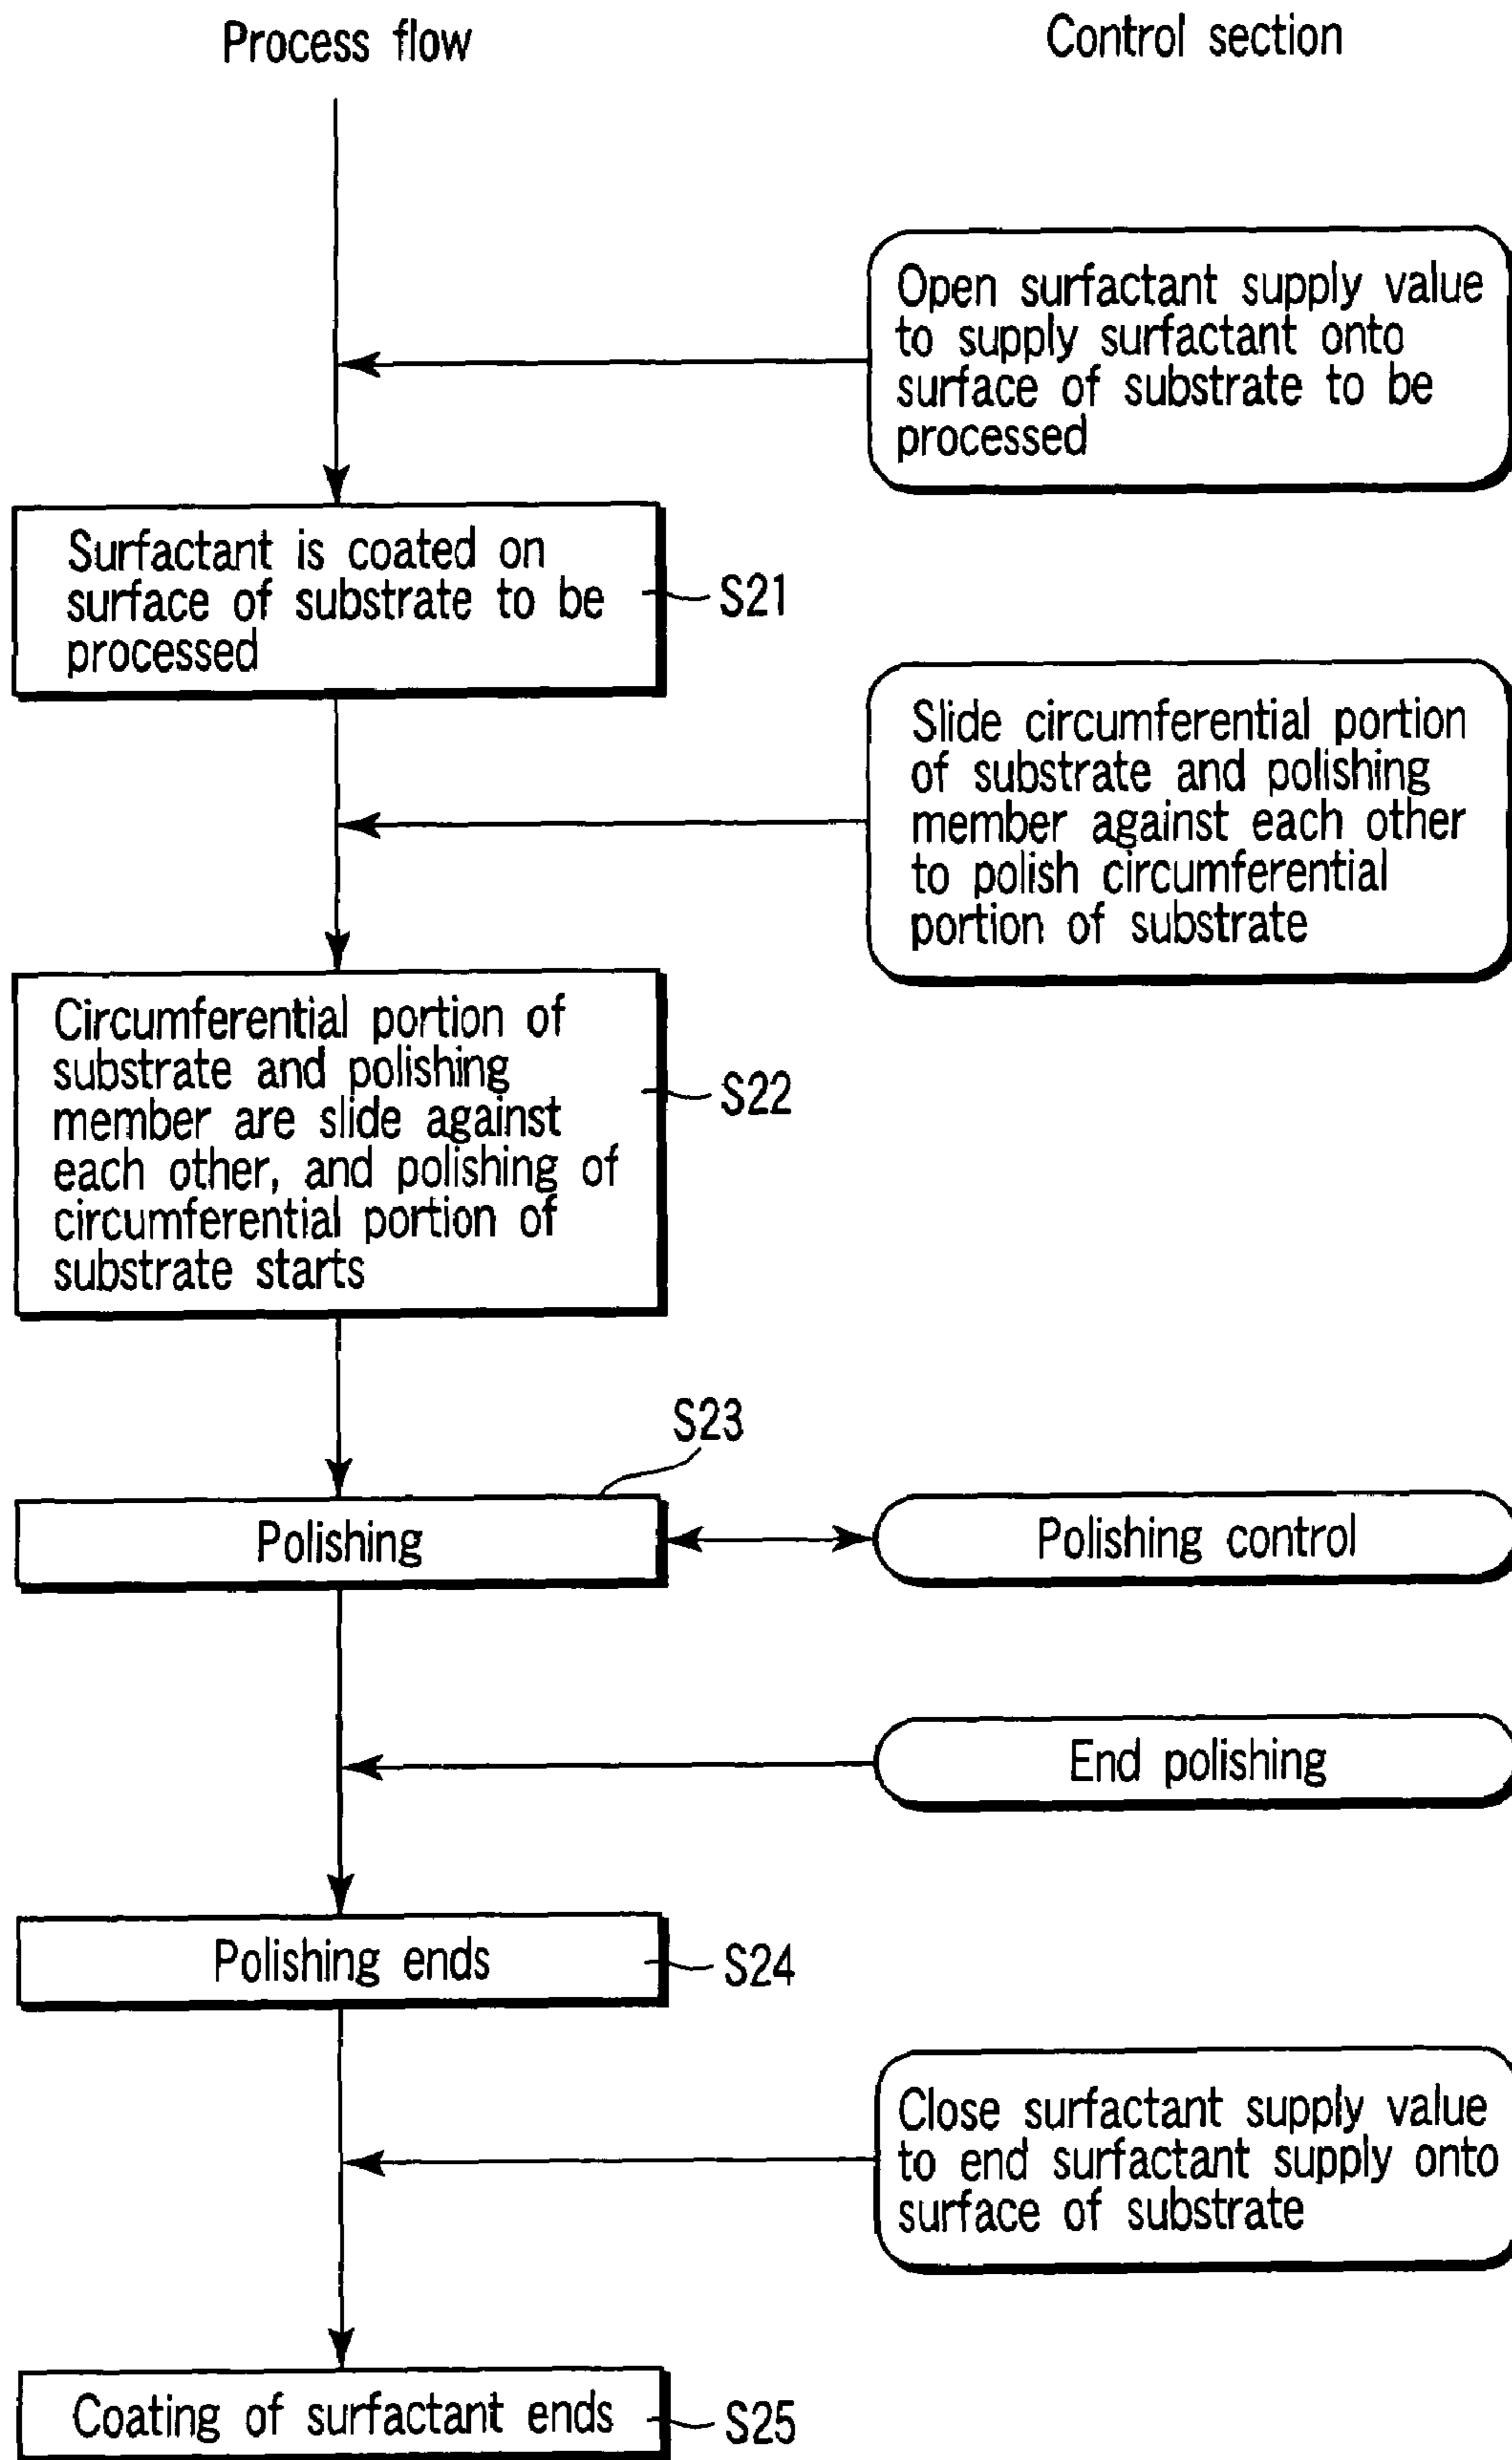 Process flow
Control section
Open surfactant supply value
to supply surfactant onto
surface of substrate to be
processed
Surfactant is coated on
surface of substrate to be
processed
S21
Slide circumferential portion
of substrate and polishing
member against each other
to polish circumferential
portion of substrate
Circumferential portion of
substrate and polishing
member are slide against
each other, and polishing of
circumferential portion of
substrate starts
S22
S23
Polishing
Polishing control
End polishing
Polishing ends
S24
Close surfactant supply value
to end surfactant supply onto
surface of substrate
Coating of surfactant ends
S25